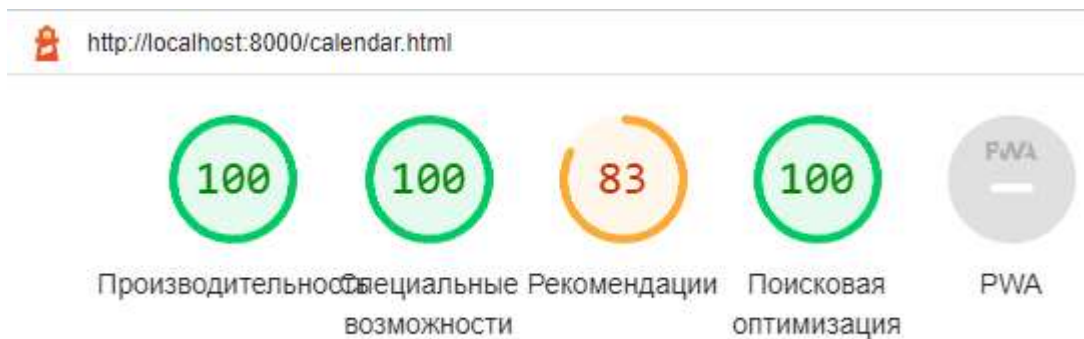 http://localhost:8000/calendar.html
100 100 83 100 PWA
Производительность Специальные Рекомендации Поисковая PWA
возможности оптимизация